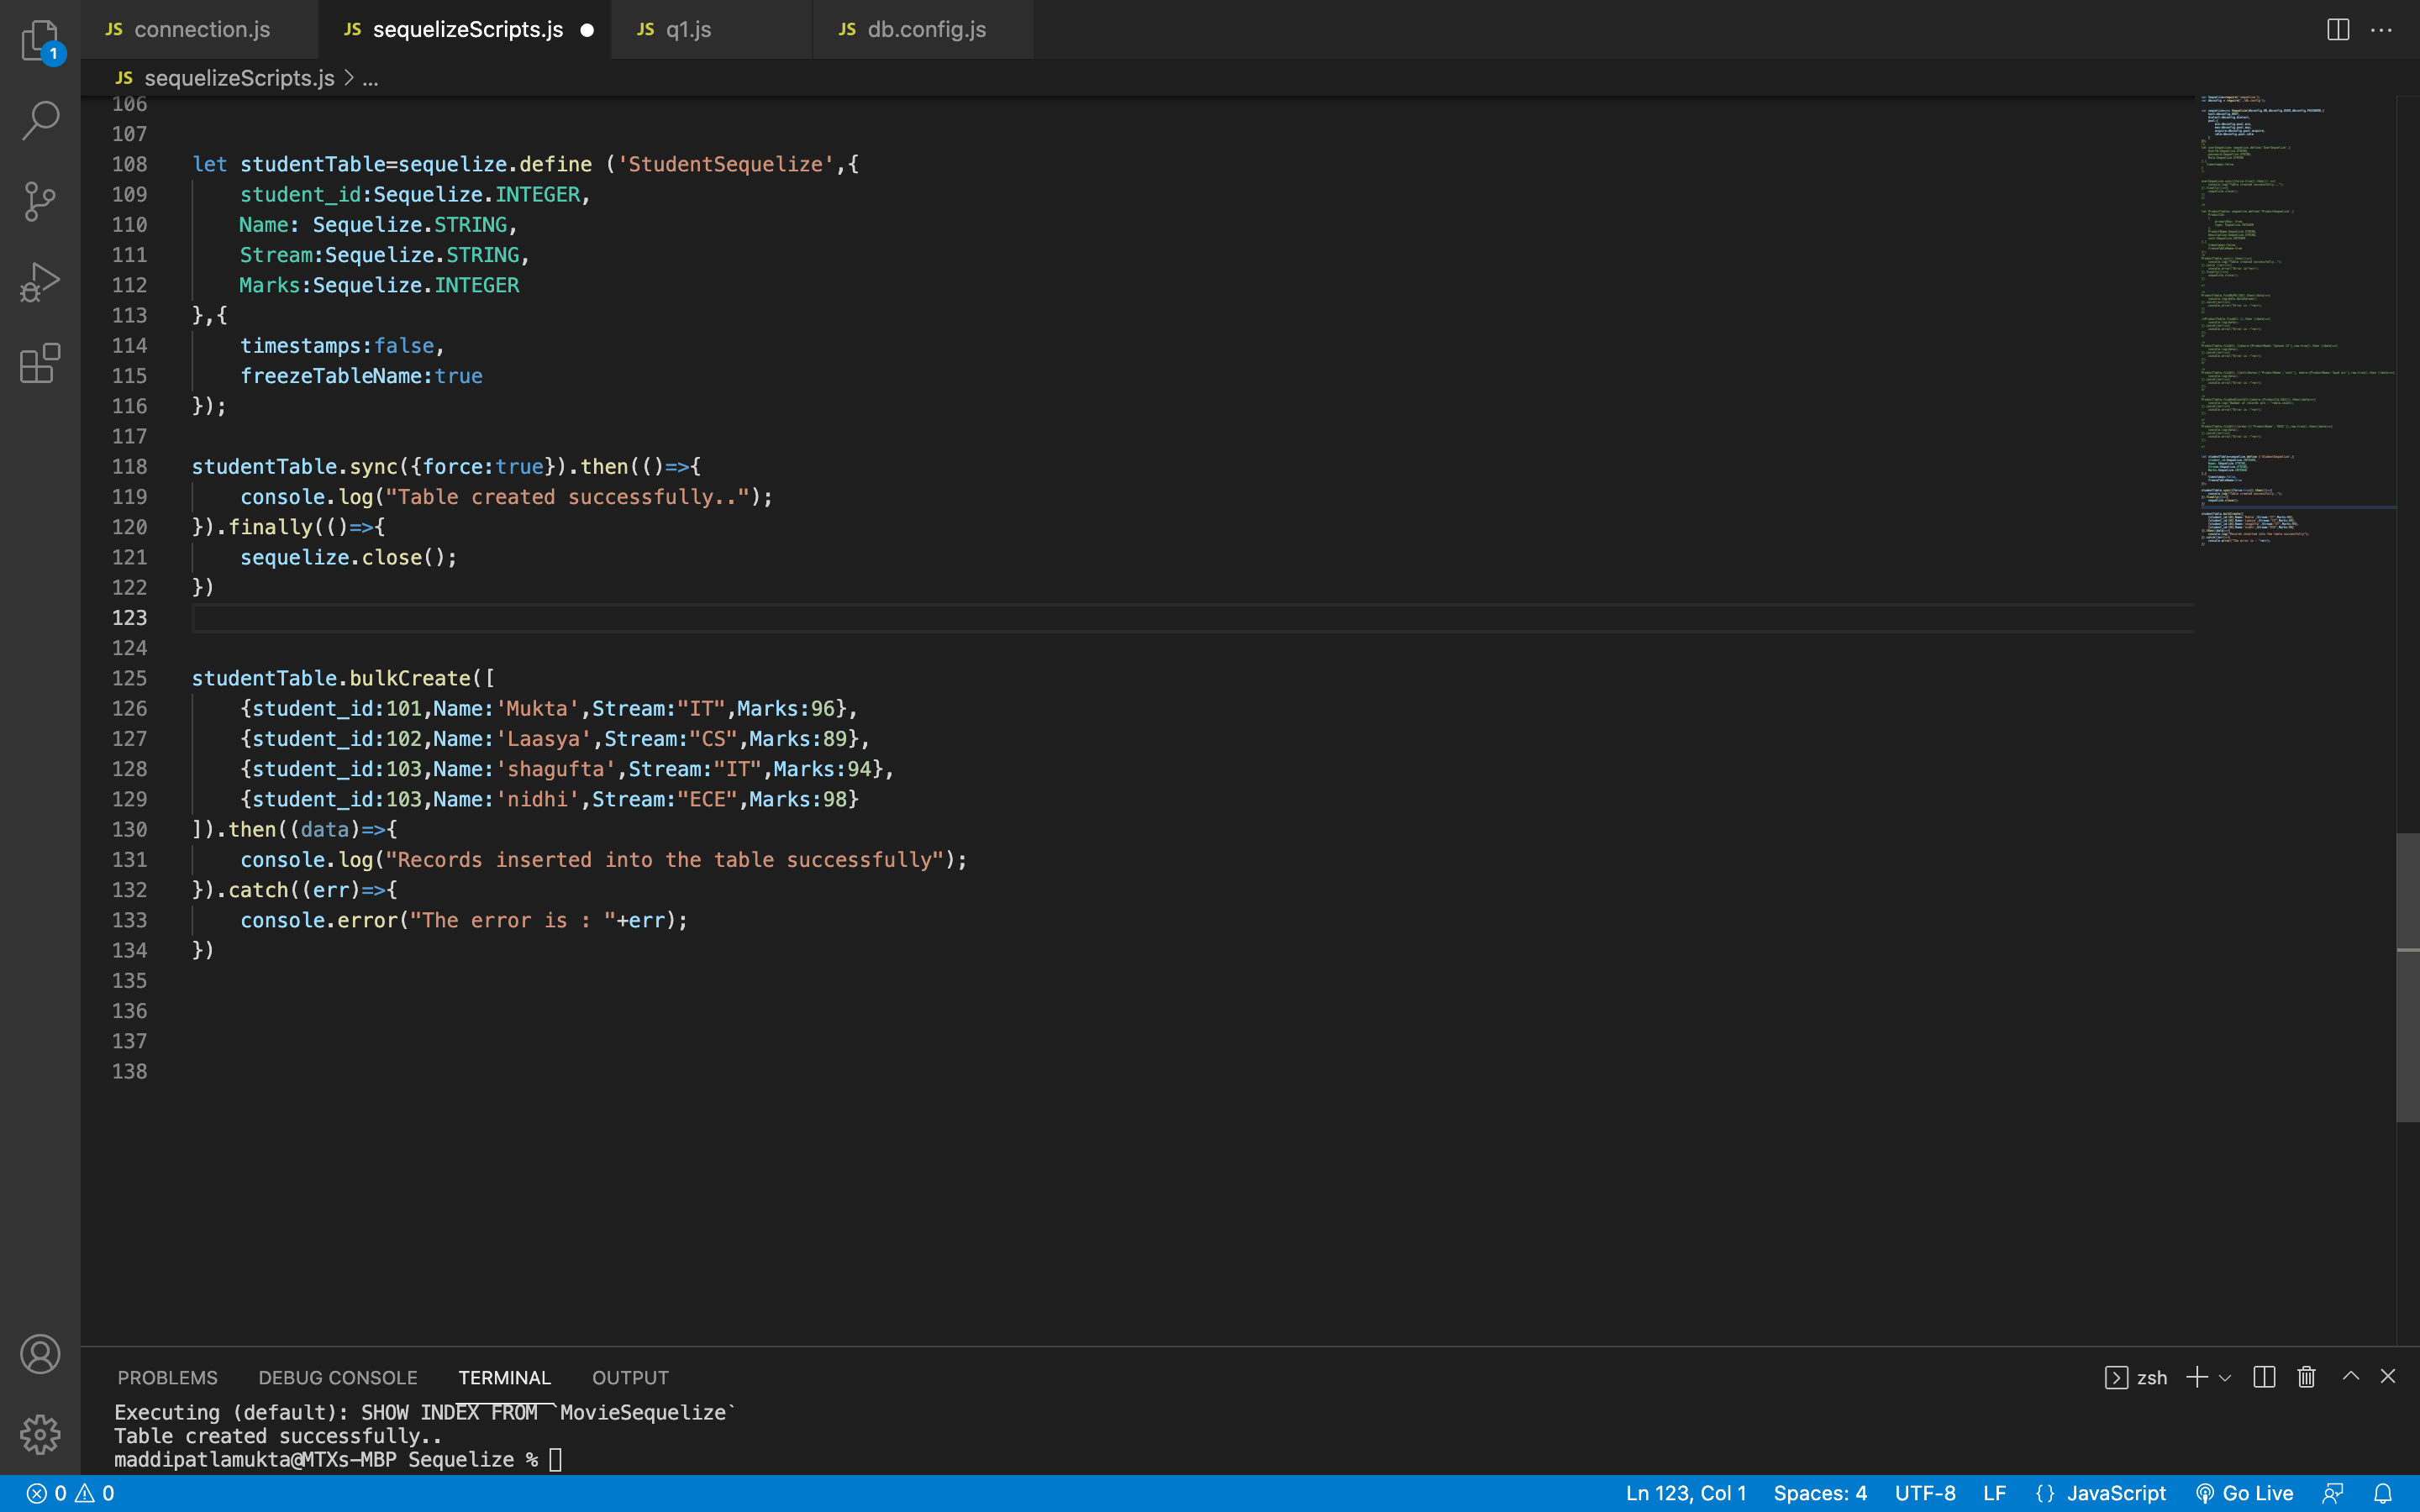 1
JS connection.js
JS sequelizeScripts.js
JS q1.js
JS db.config.js
JS sequelizeScripts.js > ...
106
107
108 let studentTable=sequelize.define ('StudentSequelize',{
109 student_id:Sequelize.INTEGER,
110 Name: Sequelize.STRING,
111 Stream:Sequelize.STRING,
112 Marks:Sequelize.INTEGER
113 },{
114 timestamps:false,
115 freezeTableName:true
116 });
117
118 studentTable.sync({force:true}).then(()=>{
119 console.log("Table created successfully..");
120 }).finally(()=>{
121 sequelize.close();
122 })
123
124
125 studentTable.bulkCreate([
126 {student_id:101,Name:'Mukta',Stream:"IT",Marks:96},
127 {student_id:102,Name:'Laasya',Stream:"CS",Marks:89},
128 {student_id:103,Name:'shagufta',Stream:"IT",Marks:94},
129 {student_id:103,Name:'nidhi',Stream:"ECE",Marks:98}
130 ]).then((data)=>{
131 console.log("Records inserted into the table successfully");
132 }).catch((err)=>{
133 console.error("The error is : "+err);
134 })
135
136
137
138
PROBLEMS DEBUG CONSOLE TERMINAL OUTPUT
zsh
Executing (default): SHOW INDEX FROM `MovieSequelize`
Table created successfully..
maddipatlamukta@MTXs-MBP Sequelize %
0 0
Ln 123, Col 1 Spaces: 4 UTF-8 LF {} JavaScript Go Live